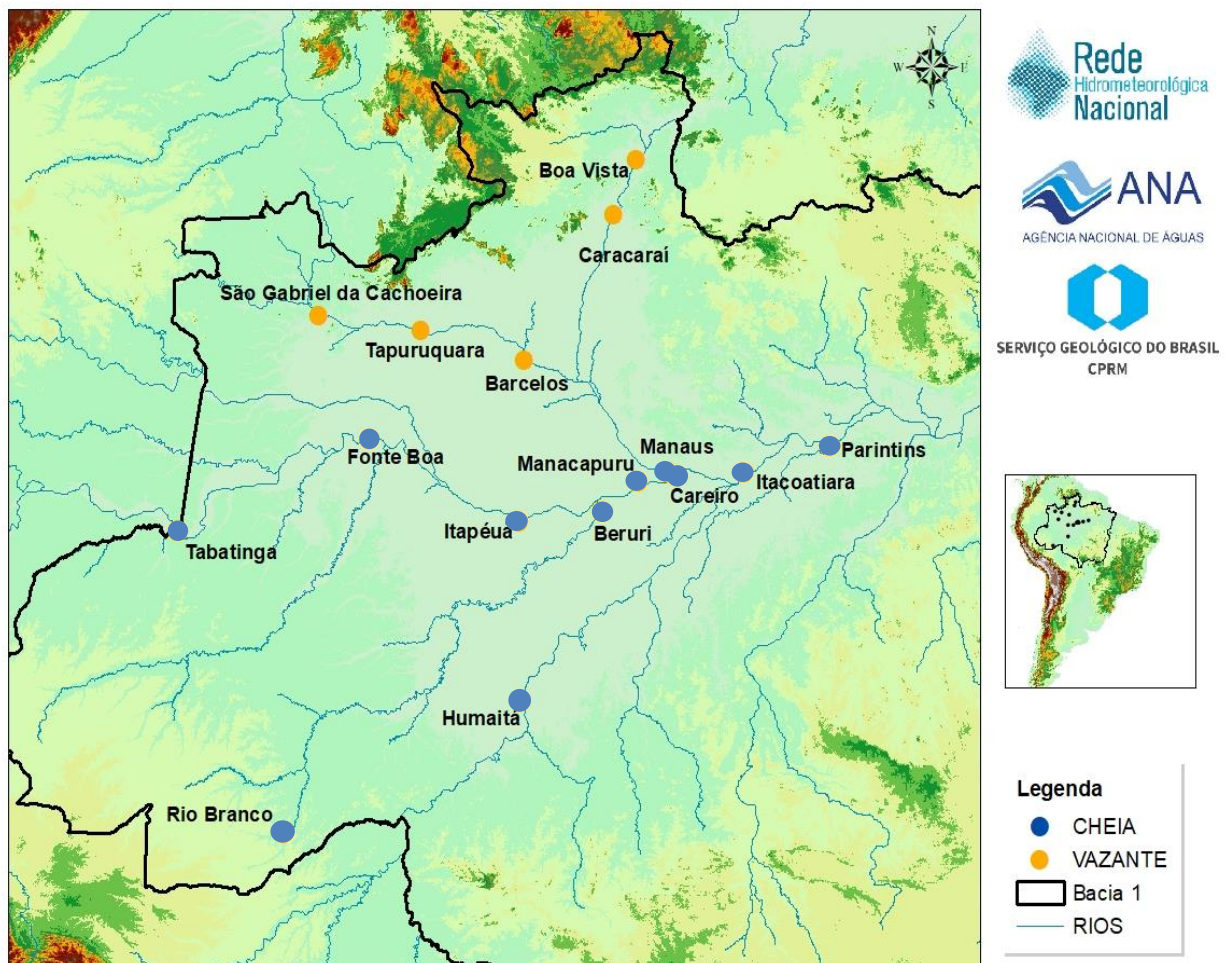 N
W
E
S
Boa Vista
Caracaraí
São Gabriel da Cachoeira
Tapuruquara
Barcelos
Fonte Boa
Manaus
Manacapuru
Careiro
Itacoatiara
Parintins
Itapéua
Beruri
Tabatinga
Humaitá
Rio Branco
Rede
Hidrometeorológica
Nacional
ANA
AGÊNCIA NACIONAL DE ÁGUAS
SERVIÇO GEOLÓGICO DO BRASIL
CPRM
Legenda
CHEIA
VAZANTE
Bacia 1
RIOS